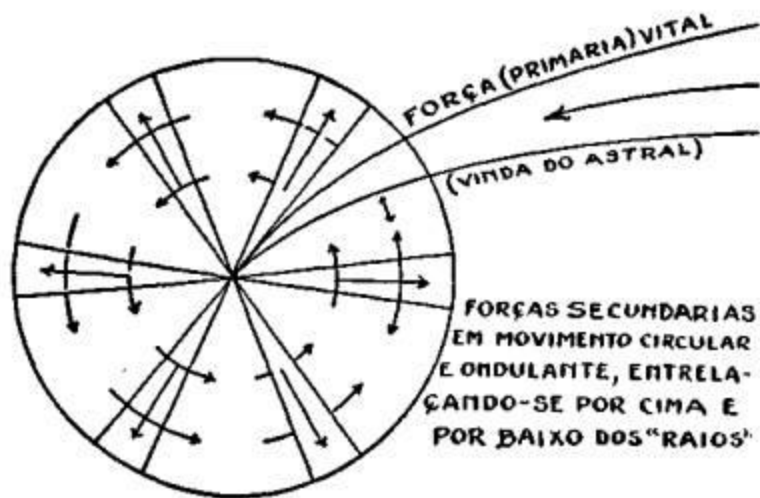 FORÇA (PRIMARIA) VITAL
(VINDA DO ASTRAL)
FORÇAS SECUNDARIAS
EM MOVIMENTO CIRCULAR
E ONDULANTE, ENTRELA-
ÇANDO-SE POR CIMA E
POR BAIXO DOS "RAIOS"